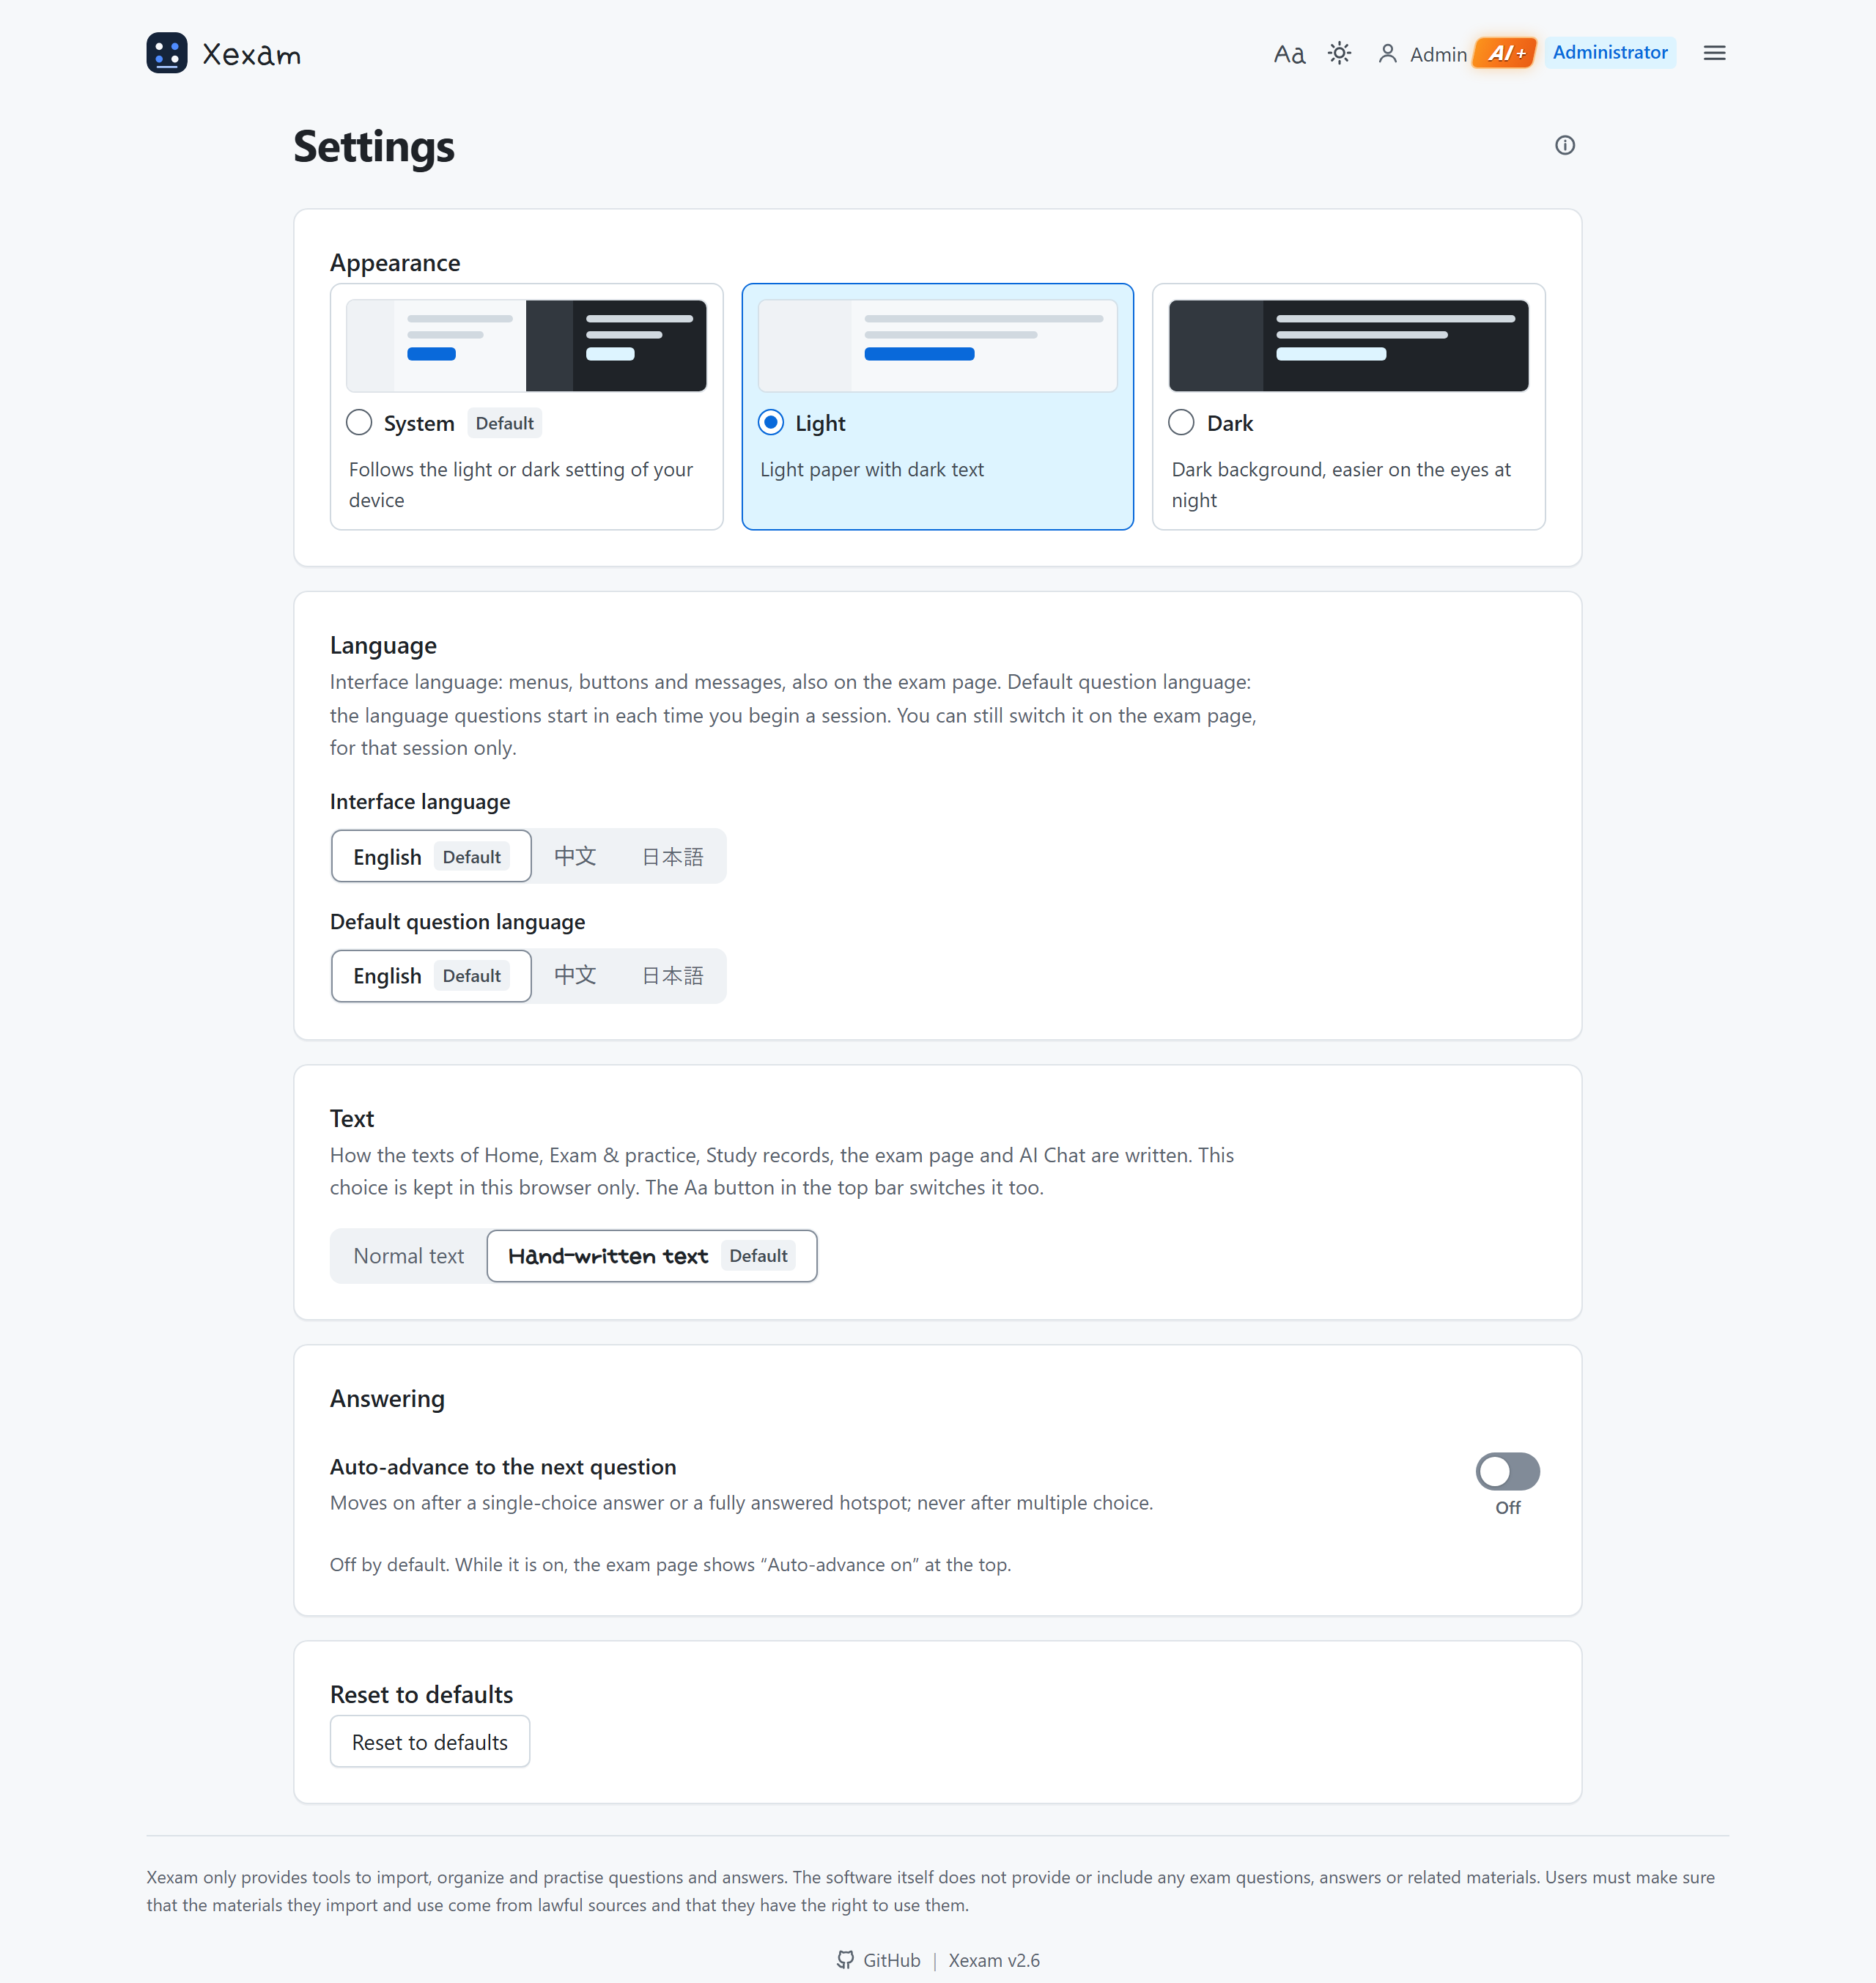 Xexam
Aa Admin AI+ Administrator
Settings
Appearance
System Default
Follows the light or dark setting of your
device
Light
Light paper with dark text
Dark
Dark background, easier on the eyes at
night
Language
Interface language: menus, buttons and messages, also on the exam page. Default question language:
the language questions start in each time you begin a session. You can still switch it on the exam page,
for that session only.
Interface language
English Default 中文 日本語
Default question language
English Default 中文 日本語
Text
How the texts of Home, Exam & practice, Study records, the exam page and AI Chat are written. This
choice is kept in this browser only. The Aa button in the top bar switches it too.
Normal text Hand-written text Default
Answering
Auto-advance to the next question
Moves on after a single-choice answer or a fully answered hotspot; never after multiple choice.
Off
Off by default. While it is on, the exam page shows “Auto-advance on” at the top.
Reset to defaults
Reset to defaults
Xexam only provides tools to import, organize and practise questions and answers. The software itself does not provide or include any exam questions, answers or related materials. Users must make sure
that the materials they import and use come from lawful sources and that they have the right to use them.
GitHub | Xexam v2.6